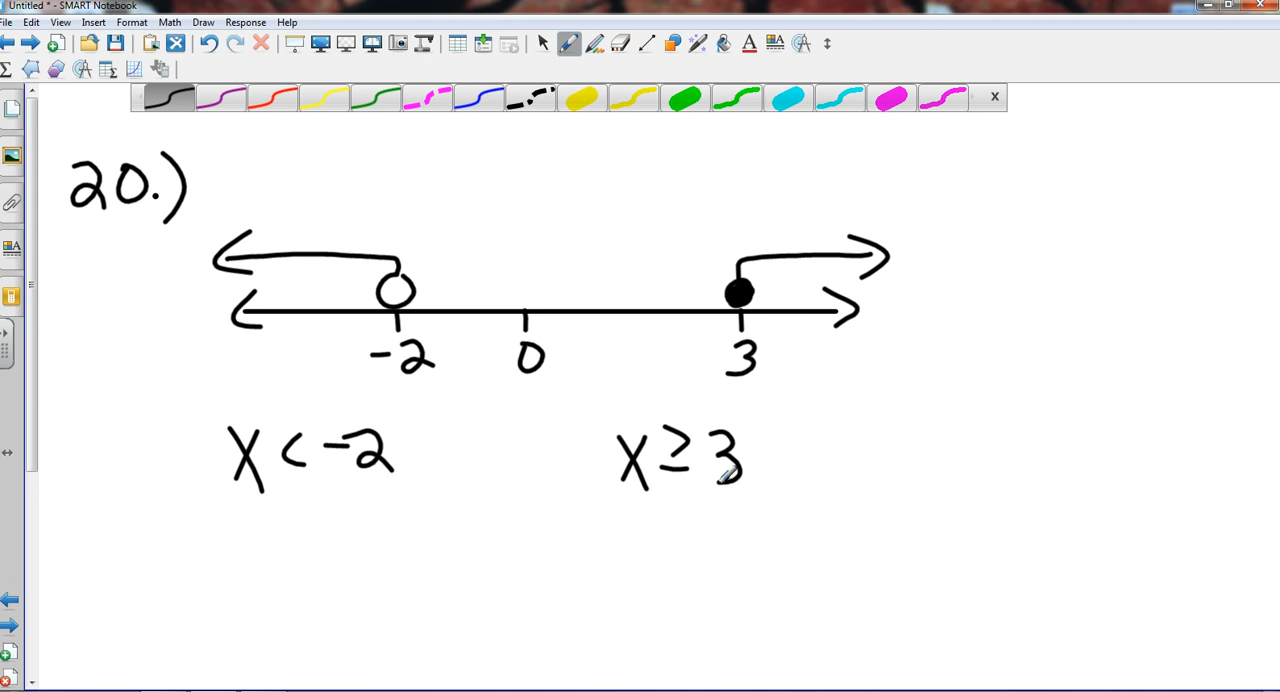 Untitled * - SMART Notebook
File Edit View Insert Format Math Draw Response Help
20.)
-2 0 3
x < -2 x ≥ 3